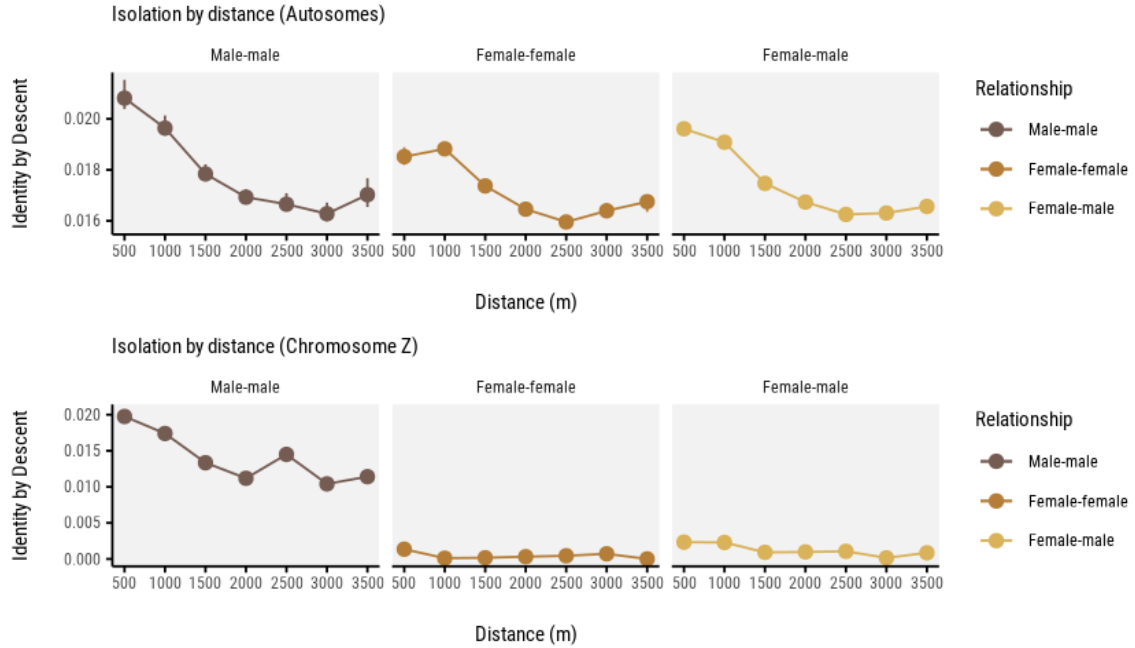 Isolation by distance (Autosomes)
Male-male Female-female Female-male
Identity by Descent
0.020
0.018
0.016
500 1000 1500 2000 2500 3000 3500 500 1000 1500 2000 2500 3000 3500 500 1000 1500 2000 2500 3000 3500
Distance (m)
Relationship
Male-male
Female-female
Female-male
Isolation by distance (Chromosome Z)
Male-male Female-female Female-male
Identity by Descent
0.020
0.015
0.010
0.005
0.000
500 1000 1500 2000 2500 3000 3500 500 1000 1500 2000 2500 3000 3500 500 1000 1500 2000 2500 3000 3500
Distance (m)
Relationship
Male-male
Female-female
Female-male